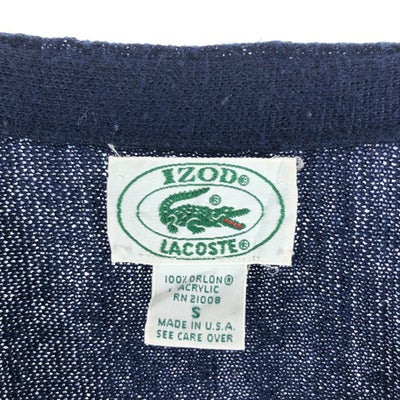 IZOD®
®
LACOSTE®
100% ORLON®
ACRYLIC
RN 21008
S
MADE IN U.S.A.
SEE CARE OVER